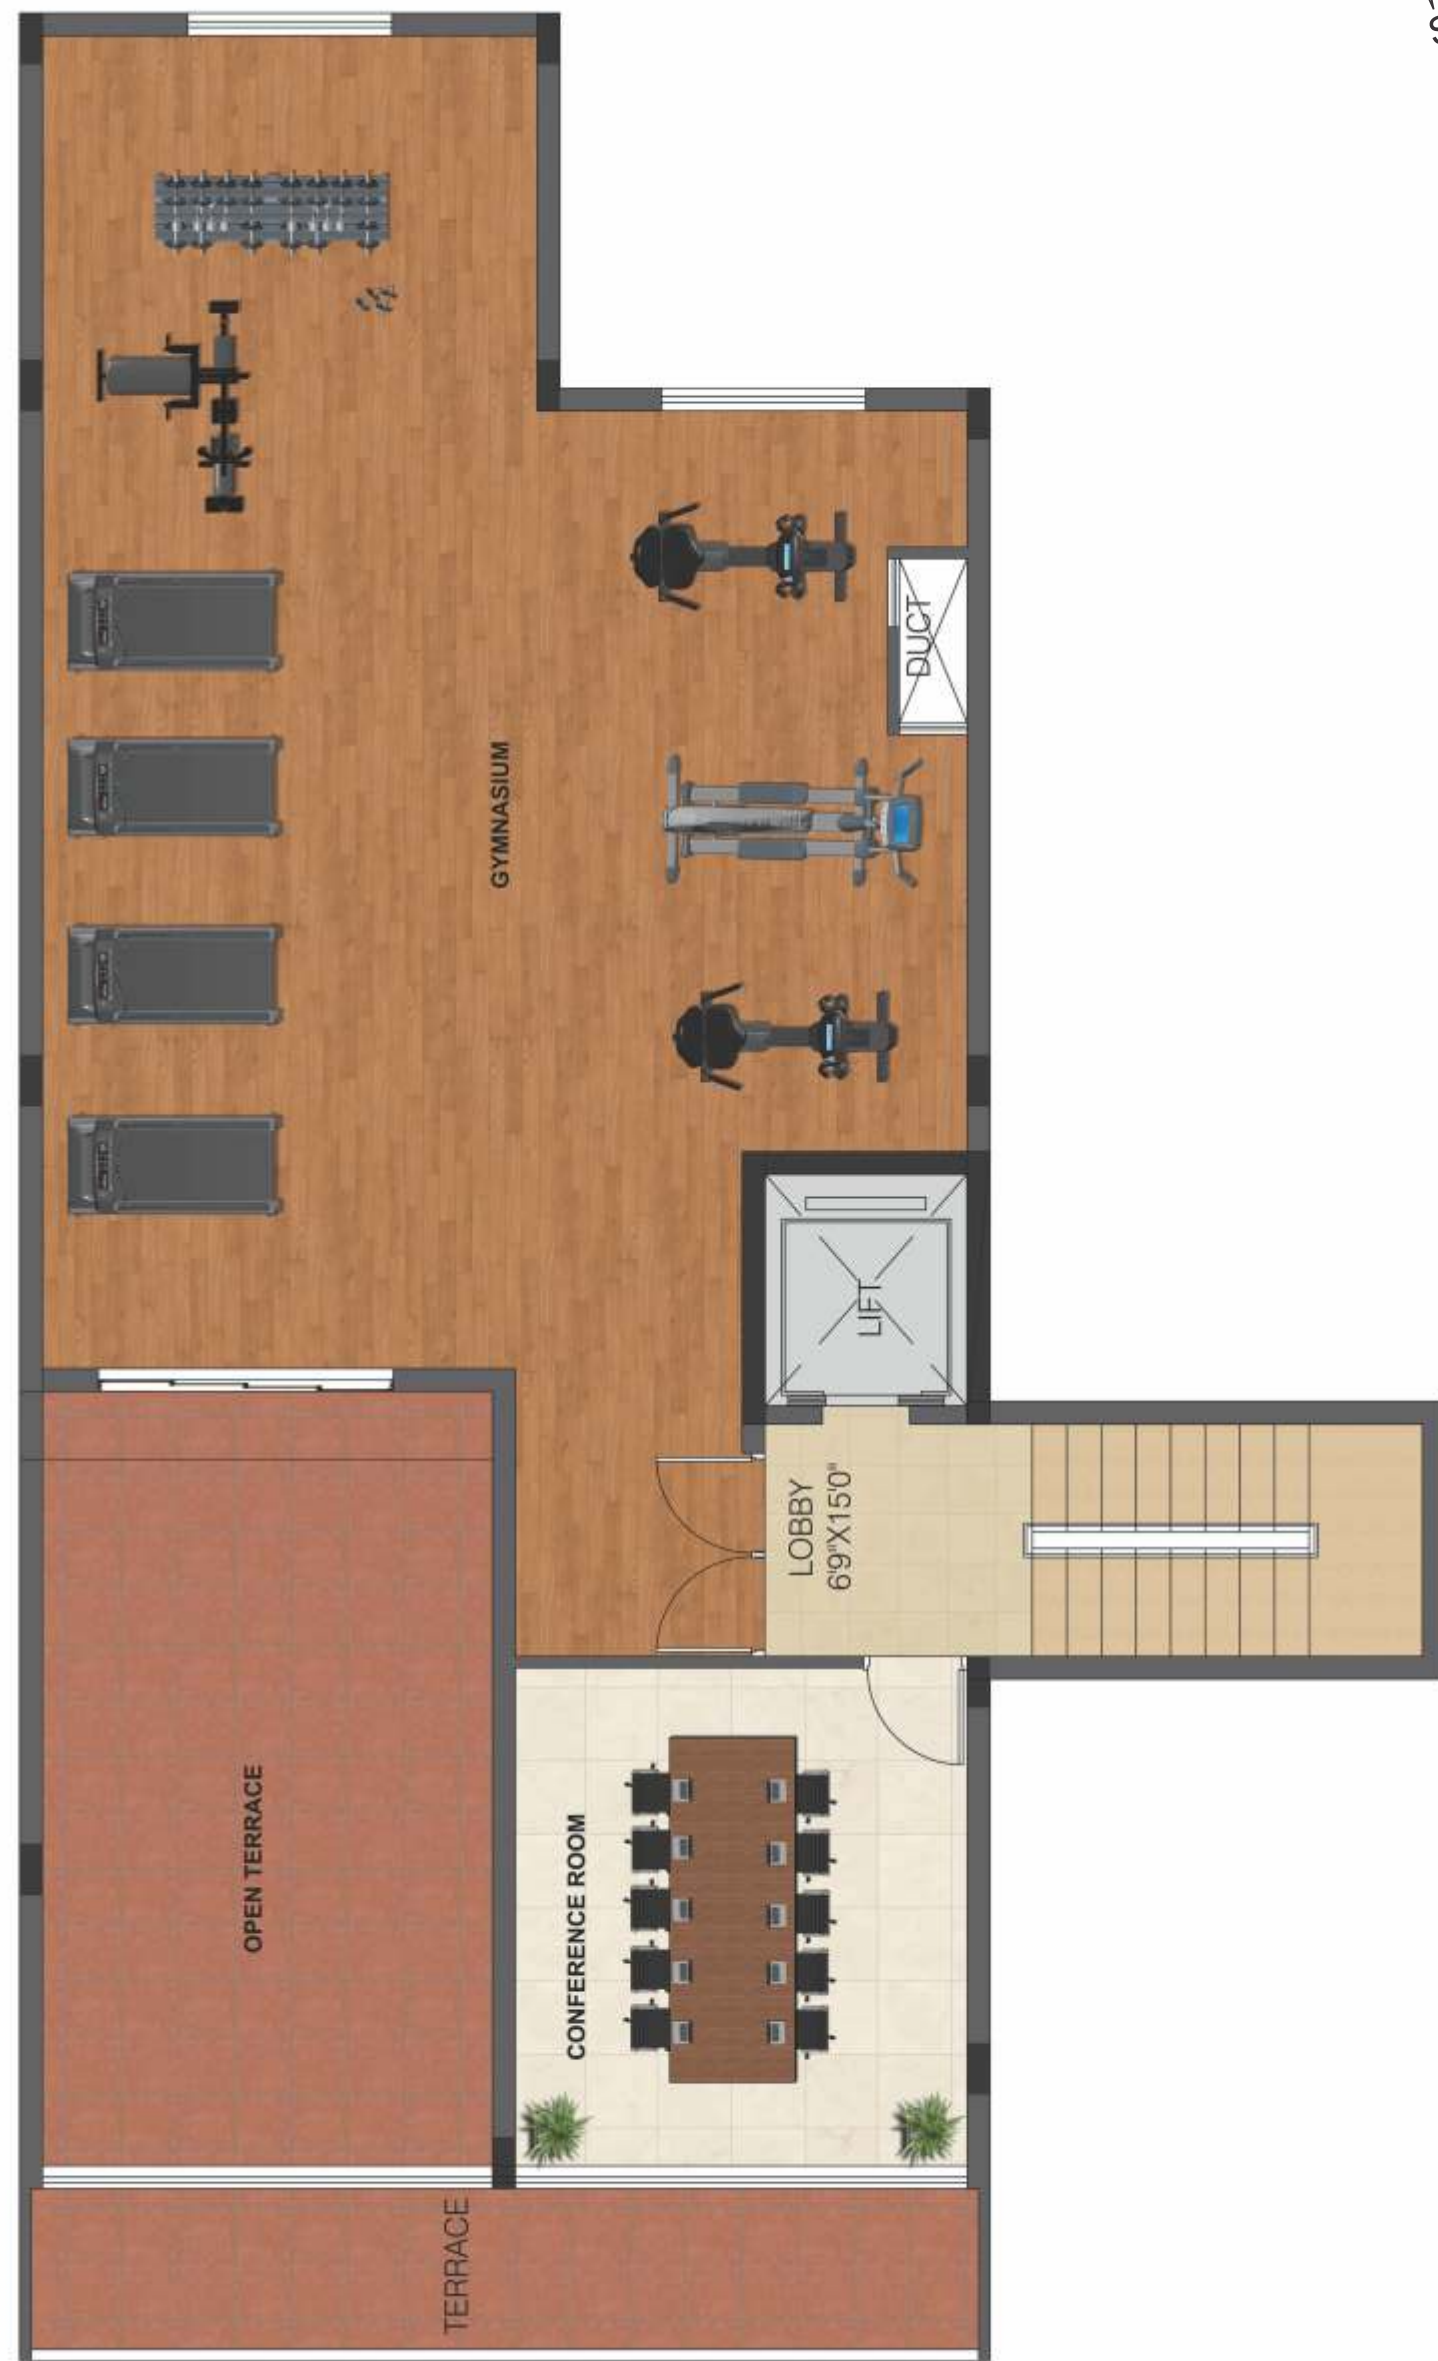 GYMNASIUM
DUCT
LIFT
LOBBY
6'9"X15'0"
OPEN TERRACE
CONFERENCE ROOM
TERRACE